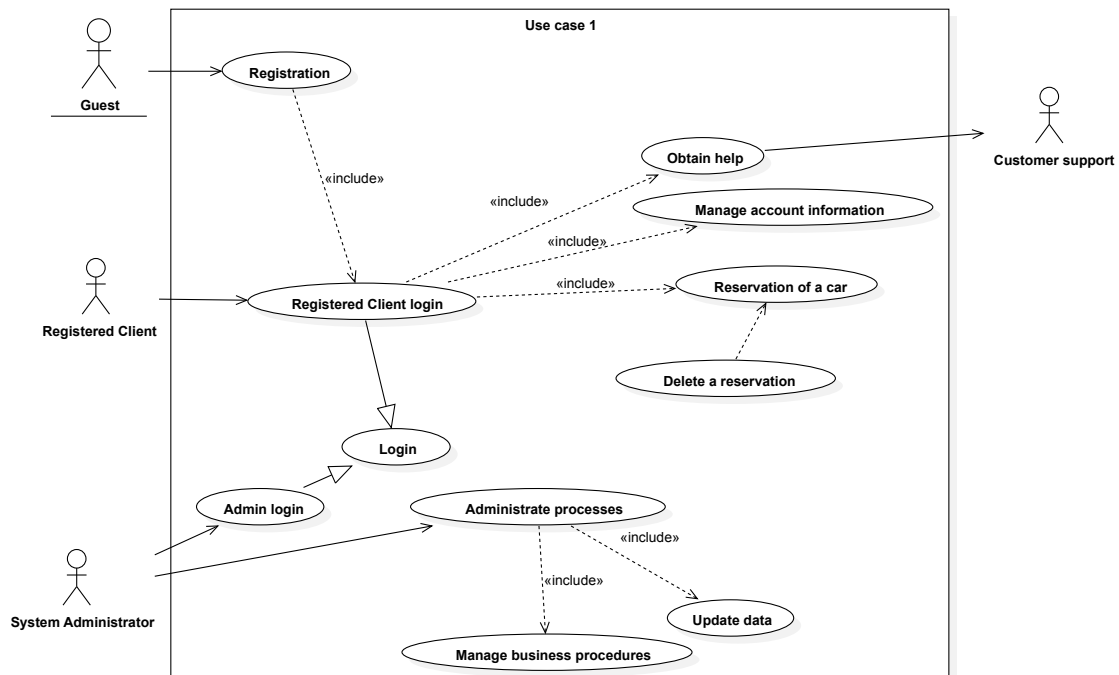 Use case 1
Registration
Guest
Customer support
Obtain help
«include»
«include»
Manage account information
«include»
Registered Client
Registered Client login
«include»
Reservation of a car
Delete a reservation
Login
Admin login
Administrate processes
«include»
«include»
System Administrator
Update data
Manage business procedures